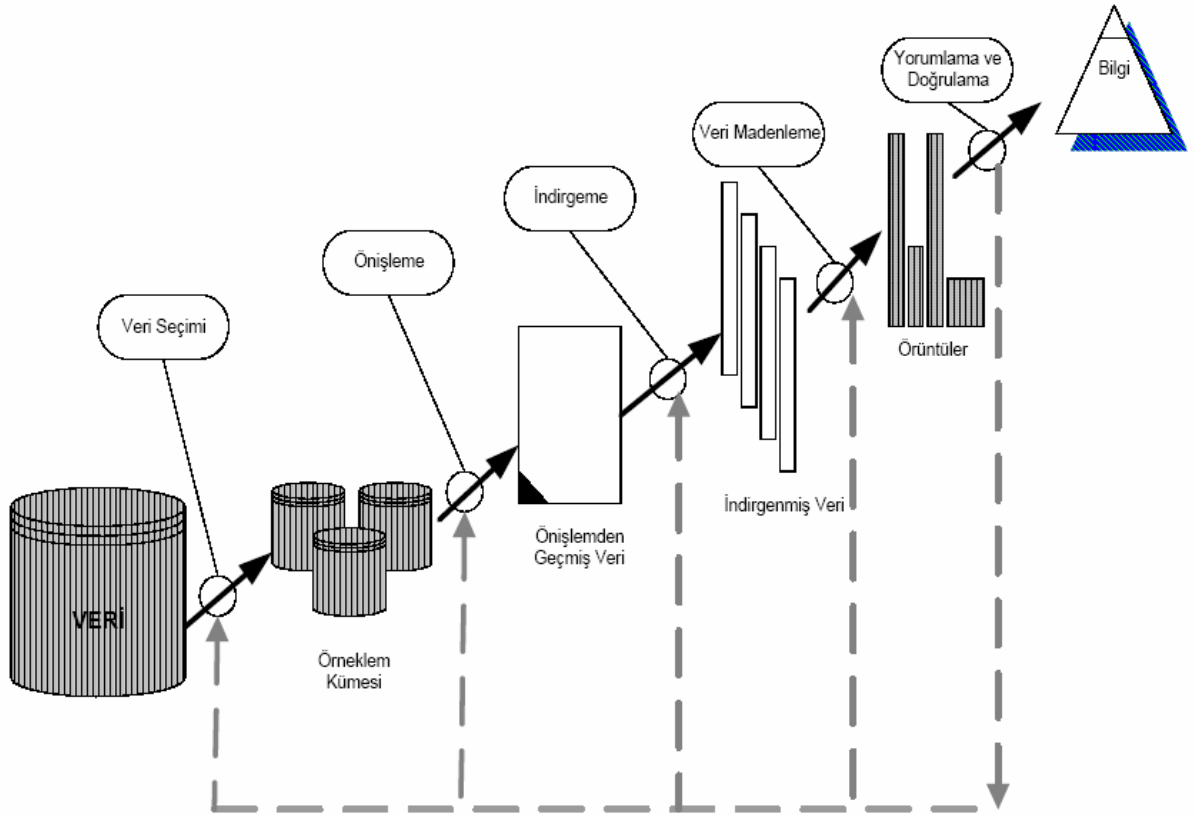 Yorumlama ve
Doğrulama
Bilgi
Veri Madenleme
İndirgeme
Önişleme
Veri Seçimi
Örüntüler
İndirgenmiş Veri
Önişlemden
Geçmiş Veri
VERİ
Örneklem
Kümesi